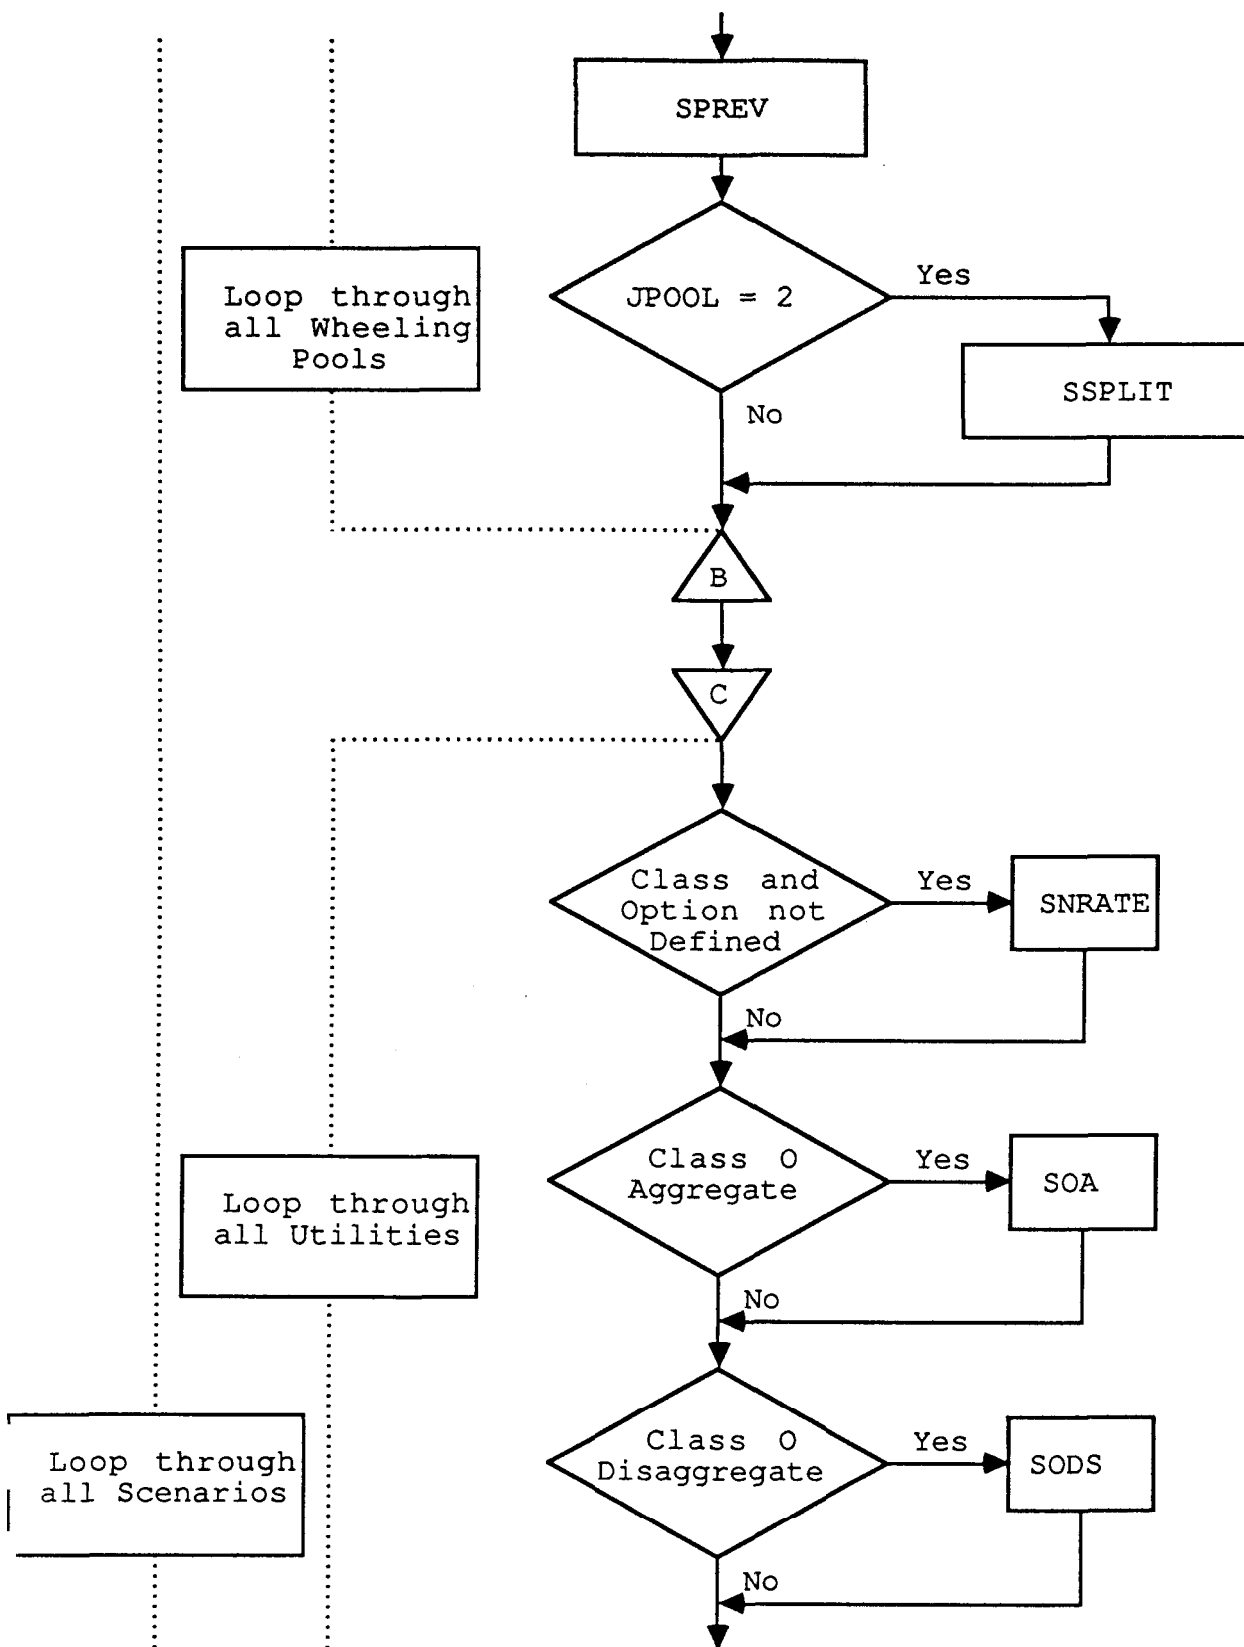 SPREV
JPOOL = 2
Yes
Loop through
all Wheeling
Pools
SSPLIT
No
B
C
Class and
Option not
Defined
Yes
SNRATE
No
Class O
Aggregate
Yes
SOA
Loop through
all Utilities
No
Class O
Disaggregate
Yes
SODS
Loop through
all Scenarios
No